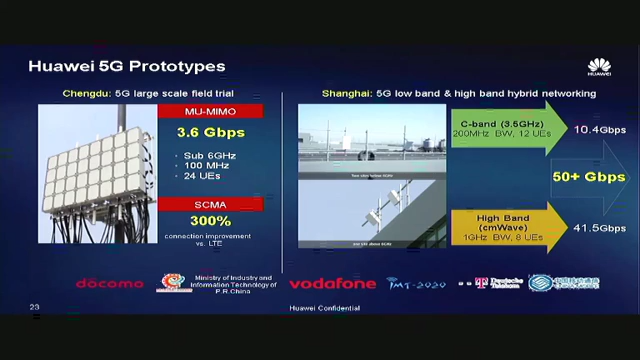 Huawei 5G Prototypes
HUAWEI
Chengdu: 5G large scale field trial
MU-MIMO
3.6 Gbps
• Sub 6GHz
• 100 MHz
• 24 UEs
SCMA
300%
connection improvement
vs. LTE
Shanghai: 5G low band & high band hybrid networking
C-band (3.5GHz)
200MHz BW, 12 UEs
10.4Gbps
50+ Gbps
High Band
(cmWave)
1GHz BW, 8 UEs
41.5Gbps
docomo
Ministry of Industry and
Information Technology of
P.R.China
vodafone
IMT-2020
Deutsche
Telekom
23
Huawei Confidential